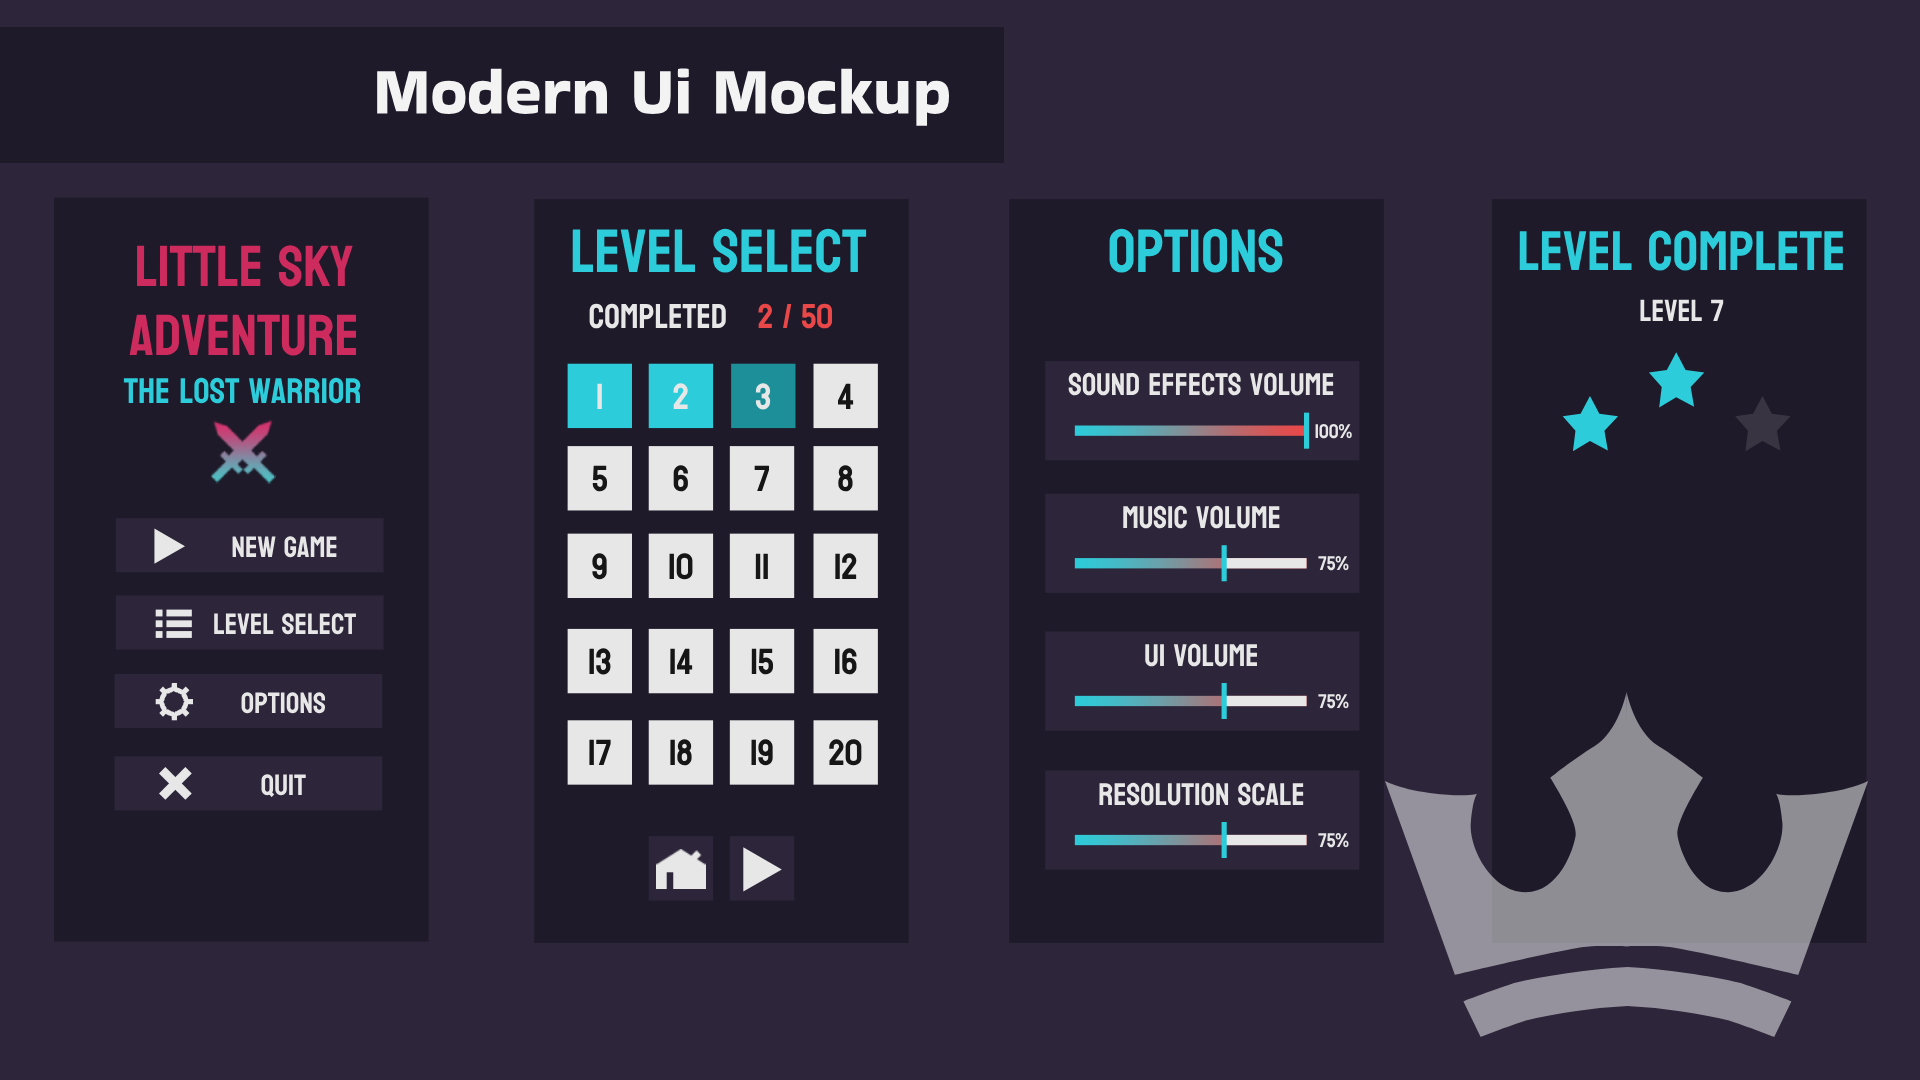 Modern Ui Mockup
LITTLE SKY
ADVENTURE
THE LOST WARRIOR
NEW GAME
LEVEL SELECT
OPTIONS
QUIT
LEVEL SELECT
COMPLETED 2 / 50
1 2 3 4
5 6 7 8
9 10 11 12
13 14 15 16
17 18 19 20
OPTIONS
SOUND EFFECTS VOLUME
100%
MUSIC VOLUME
75%
UI VOLUME
75%
RESOLUTION SCALE
75%
LEVEL COMPLETE
LEVEL 7